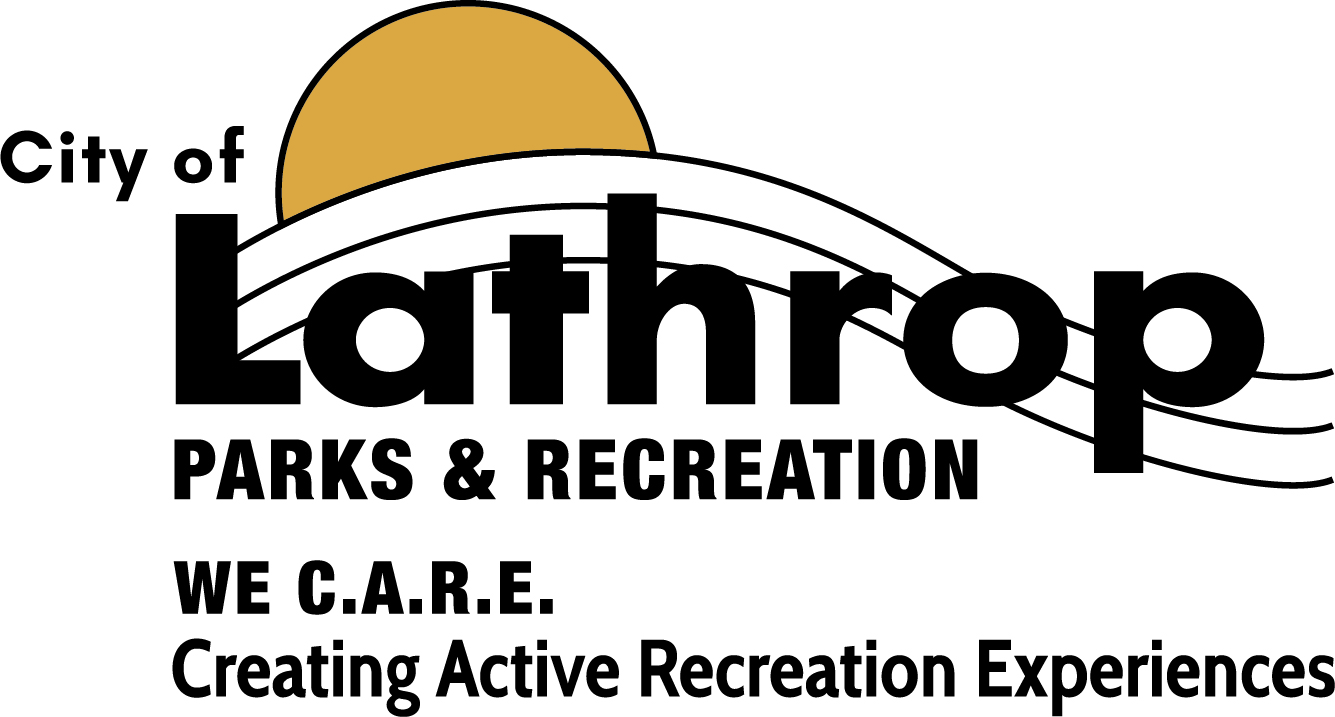 City of
Lathrop
PARKS & RECREATION
WE C.A.R.E.
Creating Active Recreation Experiences